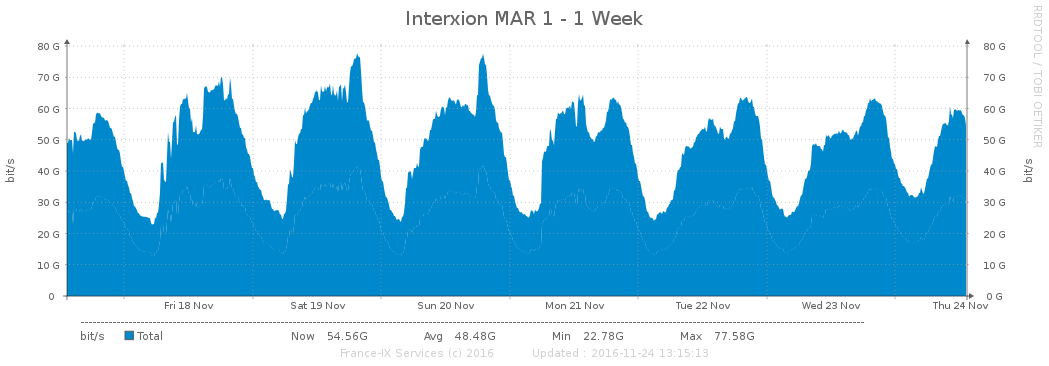 Interxion MAR 1 - 1 Week
RRDTOOL / TOBI OETIKER
80 G 80 G
70 G 70 G
60 G 60 G
50 G 50 G
40 G 40 G
30 G 30 G
20 G 20 G
10 G 10 G
0 0 G
bit/s
bit/s
Fri 18 Nov Sat 19 Nov Sun 20 Nov Mon 21 Nov Tue 22 Nov Wed 23 Nov Thu 24 Nov
bit/s Total Now 54.56G Avg 48.48G Min 22.78G Max 77.58G
France-IX Services (c) 2016 Updated : 2016-11-24 13:15:13